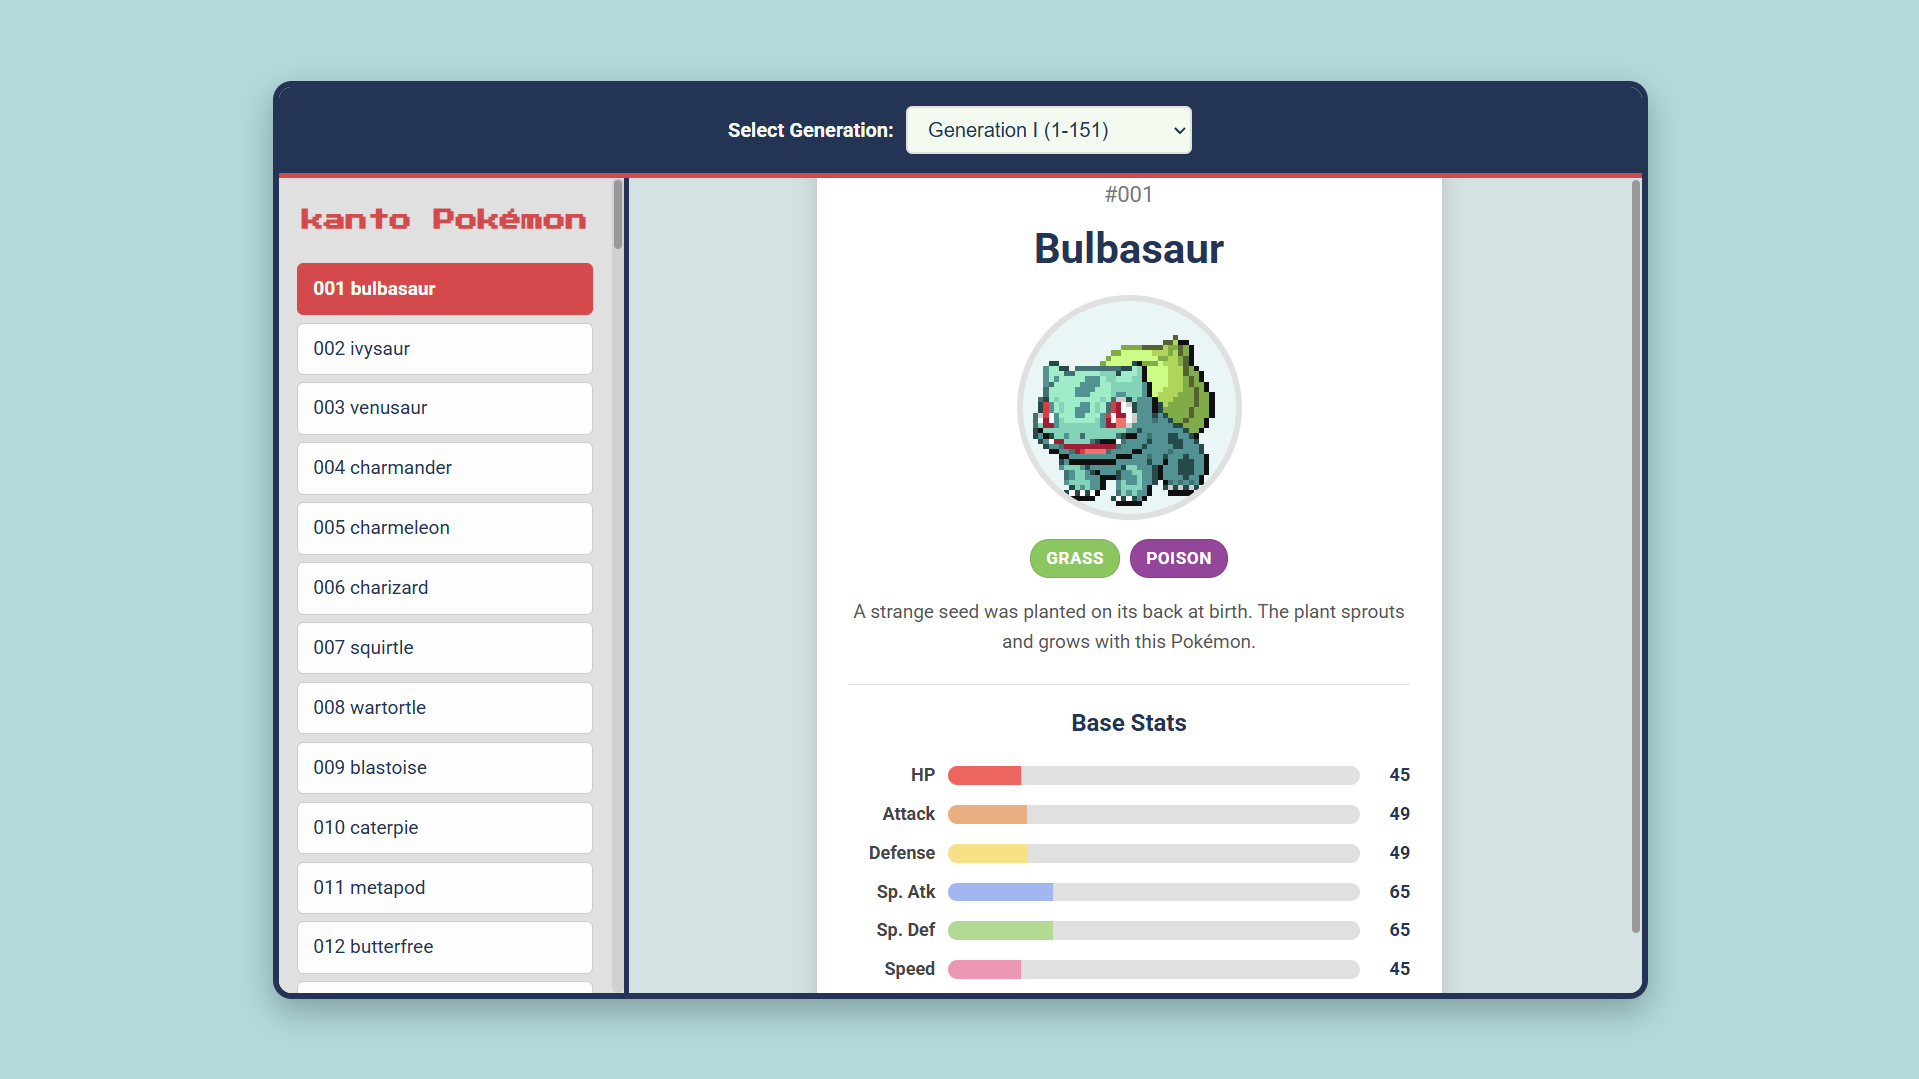 Select Generation:
Generation I (1-151)
kanto Pokémon
001 bulbasaur
002 ivysaur
003 venusaur
004 charmander
005 charmeleon
006 charizard
007 squirtle
008 wartortle
009 blastoise
010 caterpie
011 metapod
012 butterfree
#001
Bulbasaur
GRASS
POISON
A strange seed was planted on its back at birth. The plant sprouts
and grows with this Pokémon.
Base Stats
HP 45
Attack 49
Defense 49
Sp. Atk 65
Sp. Def 65
Speed 45